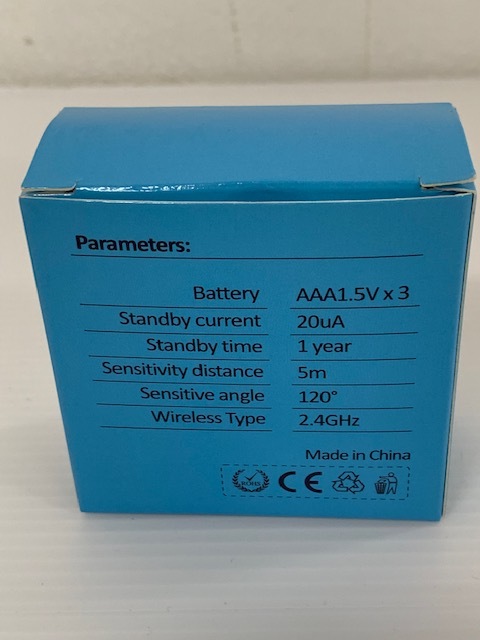 Parameters:
Battery AAA1.5V x 3
Standby current 20uA
Standby time 1 year
Sensitivity distance 5m
Sensitive angle 120°
Wireless Type 2.4GHz
Made in China
RoHS CE